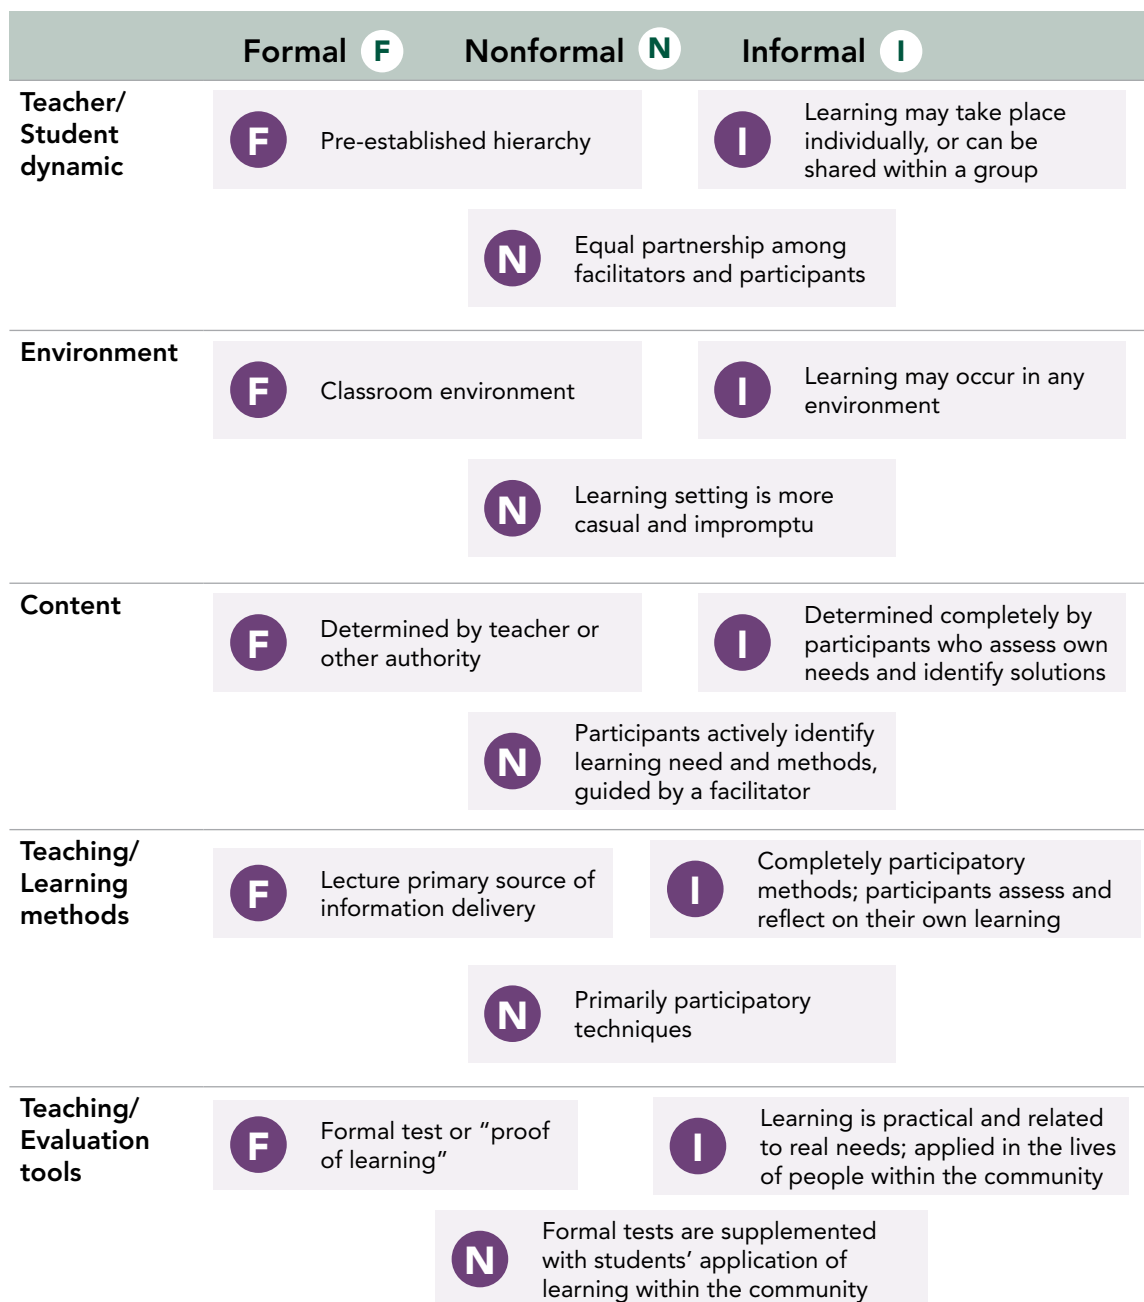 Formal F Nonformal N Informal I
Teacher/
Student
dynamic
F
Pre-established hierarchy
I
Learning may take place
individually, or can be
shared within a group
N
Equal partnership among
facilitators and participants
Environment
F
Classroom environment
I
Learning may occur in any
environment
N
Learning setting is more
casual and impromptu
Content
F
Determined by teacher or
other authority
I
Determined completely by
participants who assess own
needs and identify solutions
N
Participants actively identify
learning need and methods,
guided by a facilitator
Teaching/
Learning
methods
F
Lecture primary source of
information delivery
I
Completely participatory
methods; participants assess and
reflect on their own learning
N
Primarily participatory
techniques
Teaching/
Evaluation
tools
F
Formal test or “proof
of learning”
I
Learning is practical and related
to real needs; applied in the lives
of people within the community
N
Formal tests are supplemented
with students’ application of
learning within the community